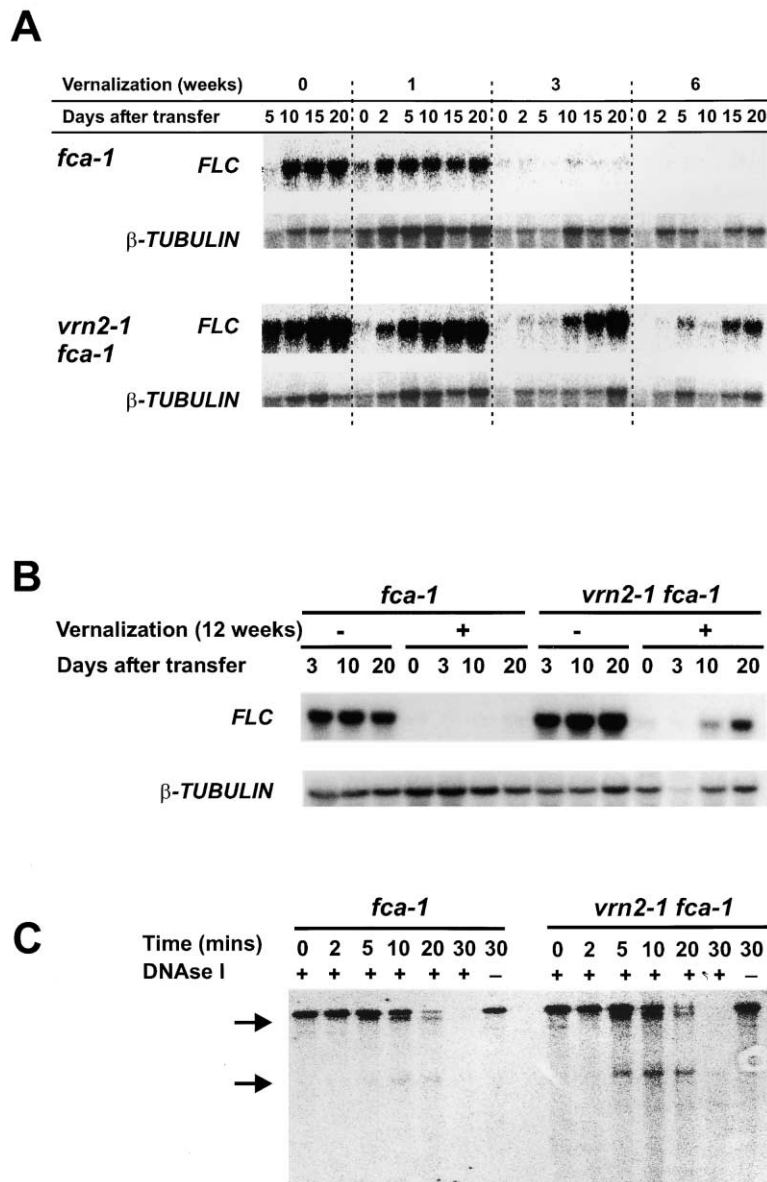 A
Vernalization (weeks) 0 1 3 6
Days after transfer 5 10 15 20 0 2 5 10 15 20 0 2 5 10 15 20 0 2 5 10 15 20
fca-1 FLC
β-TUBULIN
vrn2-1 FLC
fca-1
β-TUBULIN
B
fca-1 vrn2-1 fca-1
Vernalization (12 weeks) - + - +
Days after transfer 3 10 20 0 3 10 20 3 10 20 0 3 10 20
FLC
β-TUBULIN
C
fca-1 vrn2-1 fca-1
Time (mins) 0 2 5 10 20 30 30 0 2 5 10 20 30 30
DNAse I + + + + + + – + + + + + + –